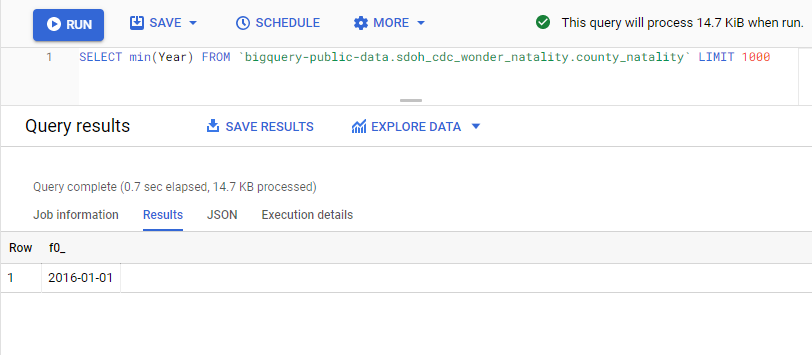 RUN SAVE SCHEDULE MORE This query will process 14.7 KiB when run.
1 SELECT min(Year) FROM `bigquery-public-data.sdoh_cdc_wonder_natality.county_natality` LIMIT 1000
Query results SAVE RESULTS EXPLORE DATA
Query complete (0.7 sec elapsed, 14.7 KB processed)
Job information Results JSON Execution details
Row f0_
1 2016-01-01